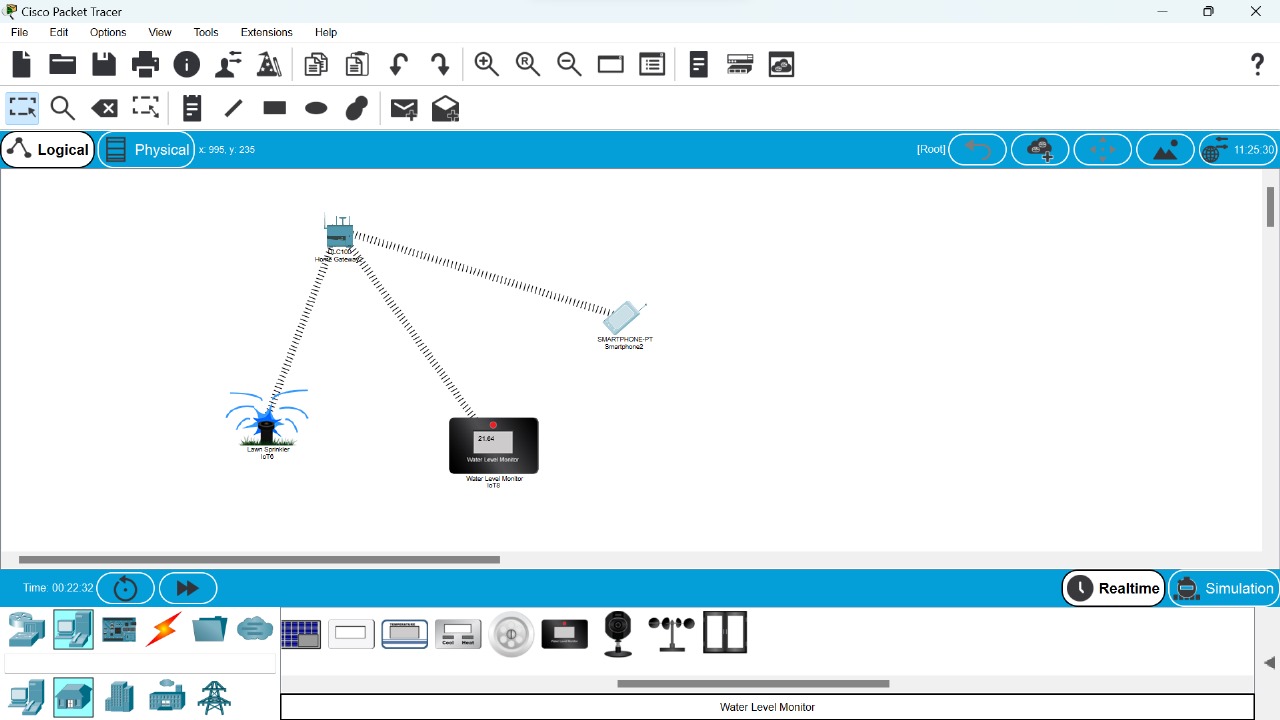 Cisco Packet Tracer
File Edit Options View Tools Extensions Help
Logical Physical x: 995, y: 235 [Root] 11:25:30
DLC100
Home Gateway
SMARTPHONE-PT
Smartphone2
21.64
Water Level Monitor
Lawn Sprinkler
IoT6
Water Level Monitor
IoT8
Time: 00:22:32 Realtime Simulation
Water Level Monitor